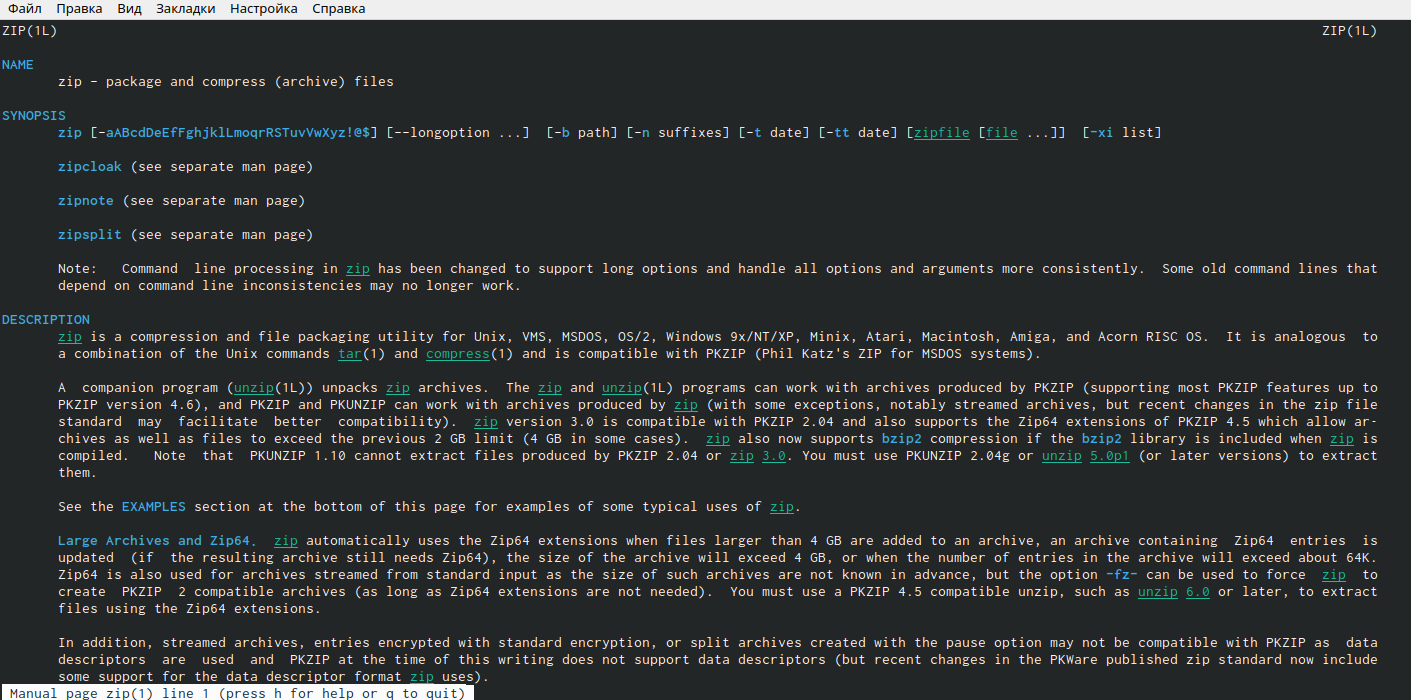 Файл Правка Вид Закладки Настройка Справка
ZIP(1L) ZIP(1L)
NAME
zip - package and compress (archive) files
SYNOPSIS
zip [-aABcdDeEfFghjklLmoqrRSTuvVwXyz!@$] [--longoption ...] [-b path] [-n suffixes] [-t date] [-tt date] [zipfile [file ...]] [-xi list]
zipcloak (see separate man page)
zipnote (see separate man page)
zipsplit (see separate man page)
Note: Command line processing in zip has been changed to support long options and handle all options and arguments more consistently. Some old command lines that
depend on command line inconsistencies may no longer work.
DESCRIPTION
zip is a compression and file packaging utility for Unix, VMS, MSDOS, OS/2, Windows 9x/NT/XP, Minix, Atari, Macintosh, Amiga, and Acorn RISC OS. It is analogous to
a combination of the Unix commands tar(1) and compress(1) and is compatible with PKZIP (Phil Katz's ZIP for MSDOS systems).
A companion program (unzip(1L)) unpacks zip archives. The zip and unzip(1L) programs can work with archives produced by PKZIP (supporting most PKZIP features up to
PKZIP version 4.6), and PKZIP and PKUNZIP can work with archives produced by zip (with some exceptions, notably streamed archives, but recent changes in the zip file
standard may facilitate better compatibility). zip version 3.0 is compatible with PKZIP 2.04 and also supports the Zip64 extensions of PKZIP 4.5 which allow ar-
chives as well as files to exceed the previous 2 GB limit (4 GB in some cases). zip also now supports bzip2 compression if the bzip2 library is included when zip is
compiled. Note that PKUNZIP 1.10 cannot extract files produced by PKZIP 2.04 or zip 3.0. You must use PKUNZIP 2.04g or unzip 5.0p1 (or later versions) to extract
them.
See the EXAMPLES section at the bottom of this page for examples of some typical uses of zip.
Large Archives and Zip64. zip automatically uses the Zip64 extensions when files larger than 4 GB are added to an archive, an archive containing Zip64 entries is
updated (if the resulting archive still needs Zip64), the size of the archive will exceed 4 GB, or when the number of entries in the archive will exceed about 64K.
Zip64 is also used for archives streamed from standard input as the size of such archives are not known in advance, but the option -fz- can be used to force zip to
create PKZIP 2 compatible archives (as long as Zip64 extensions are not needed). You must use a PKZIP 4.5 compatible unzip, such as unzip 6.0 or later, to extract
files using the Zip64 extensions.
In addition, streamed archives, entries encrypted with standard encryption, or split archives created with the pause option may not be compatible with PKZIP as data
descriptors are used and PKZIP at the time of this writing does not support data descriptors (but recent changes in the PKWare published zip standard now include
some support for the data descriptor format zip uses).
Manual page zip(1) line 1 (press h for help or q to quit)